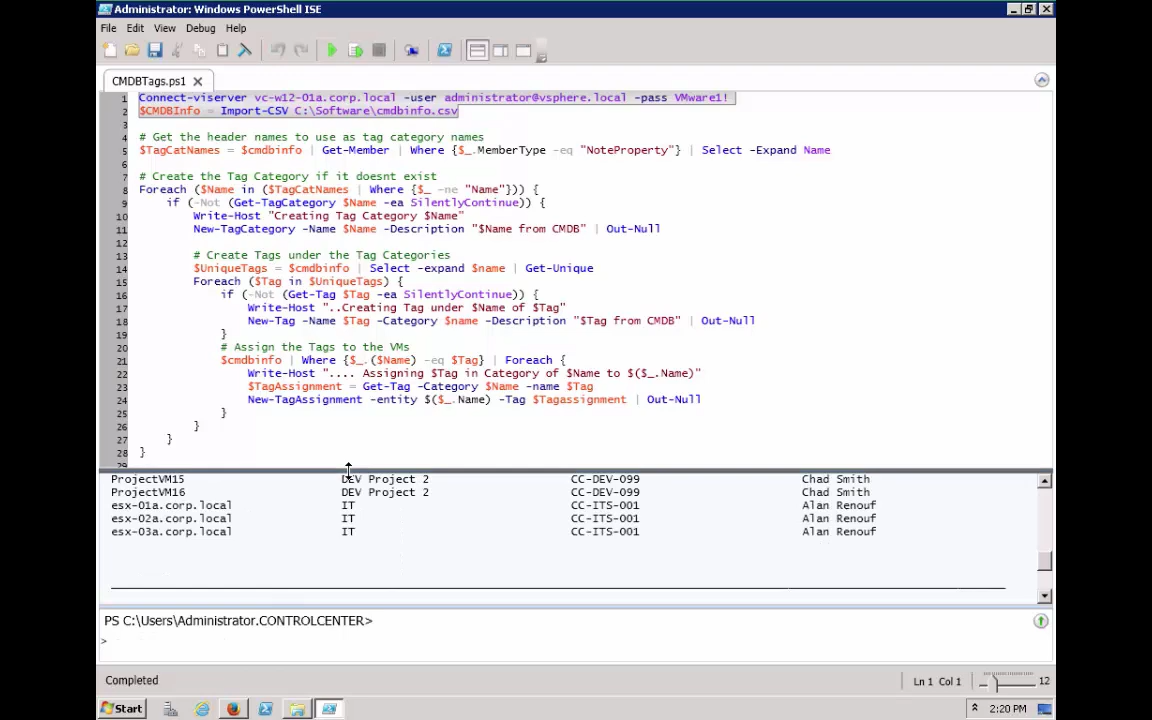 Administrator: Windows PowerShell ISE
File Edit View Debug Help
CMDBTags.ps1
1 Connect-viserver vc-w12-01a.corp.local -user administrator@vsphere.local -pass VMware1!
2 $CMDBInfo = Import-CSV C:\Software\cmdbinfo.csv
3
4 # Get the header names to use as tag category names
5 $TagCatNames = $cmdbinfo | Get-Member | Where {$_.MemberType -eq "NoteProperty"} | Select -Expand Name
6
7 # Create the Tag Category if it doesnt exist
8 Foreach ($Name in ($TagCatNames | Where {$_ -ne "Name"})) {
9 if (-Not (Get-TagCategory $Name -ea SilentlyContinue)) {
10 Write-Host "Creating Tag Category $Name"
11 New-TagCategory -Name $Name -Description "$Name from CMDB" | Out-Null
12
13 # Create Tags under the Tag Categories
14 $UniqueTags = $cmdbinfo | Select -expand $name | Get-Unique
15 Foreach ($Tag in $UniqueTags) {
16 if (-Not (Get-Tag $Tag -ea SilentlyContinue)) {
17 Write-Host "..Creating Tag under $Name of $Tag"
18 New-Tag -Name $Tag -Category $name -Description "$Tag from CMDB" | Out-Null
19 }
20 # Assign the Tags to the VMs
21 $cmdbinfo | Where {$_.($Name) -eq $Tag} | Foreach {
22 Write-Host ".... Assigning $Tag in Category of $Name to $($_.Name)"
23 $TagAssignment = Get-Tag -Category $Name -name $Tag
24 New-TagAssignment -entity $($_.Name) -Tag $Tagassignment | Out-Null
25 }
26 }
27 }
28 }
29
ProjectVM15 DEV Project 2 CC-DEV-099 Chad Smith
ProjectVM16 DEV Project 2 CC-DEV-099 Chad Smith
esx-01a.corp.local IT CC-ITS-001 Alan Renouf
esx-02a.corp.local IT CC-ITS-001 Alan Renouf
esx-03a.corp.local IT CC-ITS-001 Alan Renouf
PS C:\Users\Administrator.CONTROLCENTER>
>
Completed Ln 1 Col 1 12
Start 2:20 PM